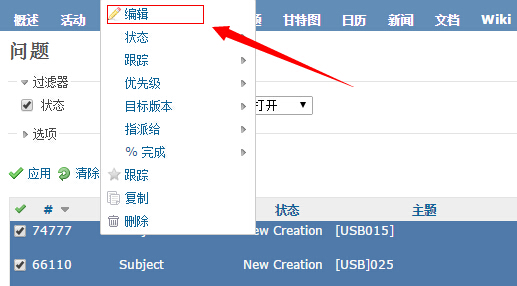 概述 活动 题 甘特图 日历 新闻 文档 Wiki
编辑
状态
跟踪
优先级
目标版本
指派给
% 完成
跟踪
复制
删除
问题
过滤器
状态 打开
选项
应用 清除
# 状态 主题
74777 New Creation [USB015]
66110 Subject New Creation [USB]025